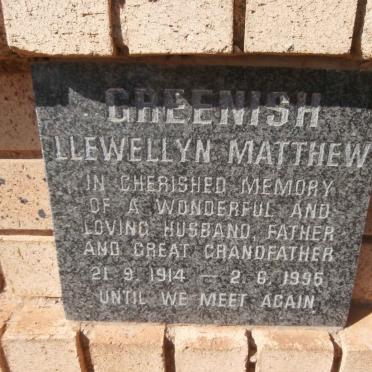 GREENISH
LLEWELLYN MATTHEW
IN CHERISHED MEMORY
OF A WONDERFUL AND
LOVING HUSBAND, FATHER
AND GREAT GRANDFATHER
21. 9. 1914 — 2. 6. 1995
UNTIL WE MEET AGAIN